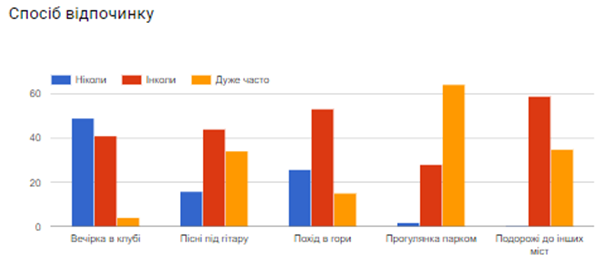 Спосіб відпочинку
Ніколи Інколи Дуже часто
60
40
20
0
Вечірка в клубі Пісні під гітару Похід в гори Прогулянка парком Подорожі до інших
міст